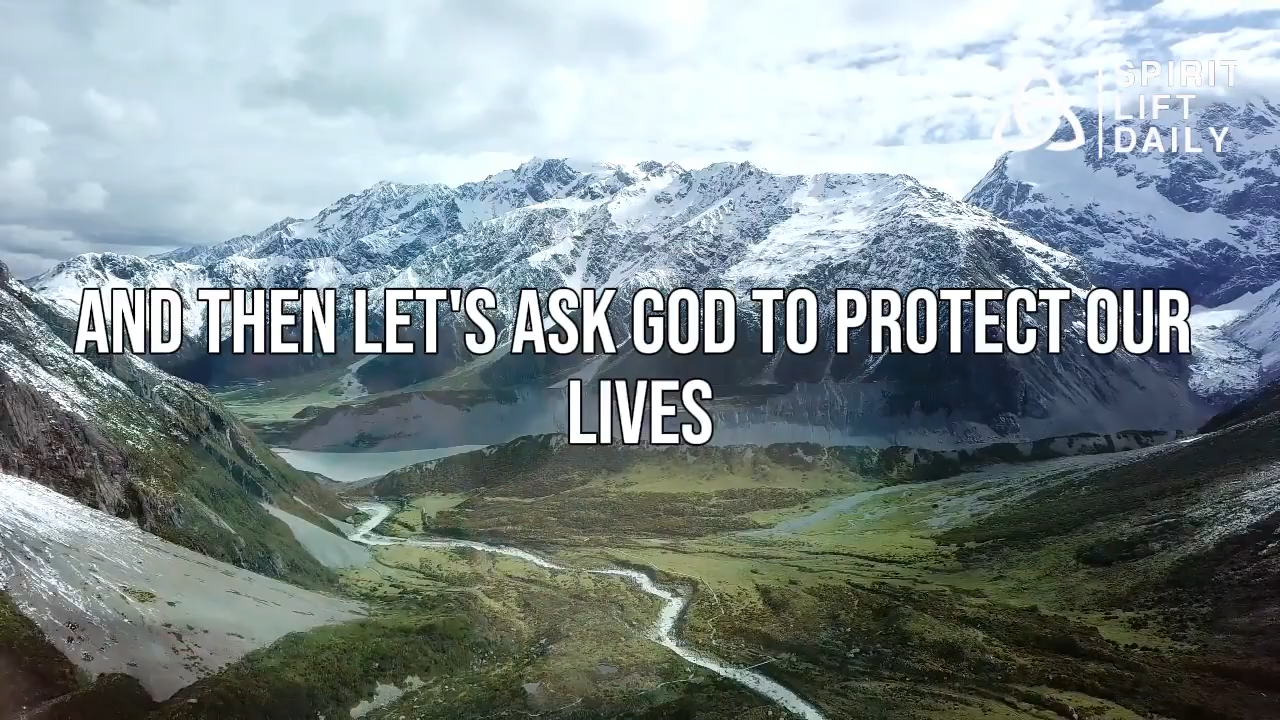 SPIRIT
LIFT
DAILY
AND THEN LET'S ASK GOD TO PROTECT OUR
LIVES